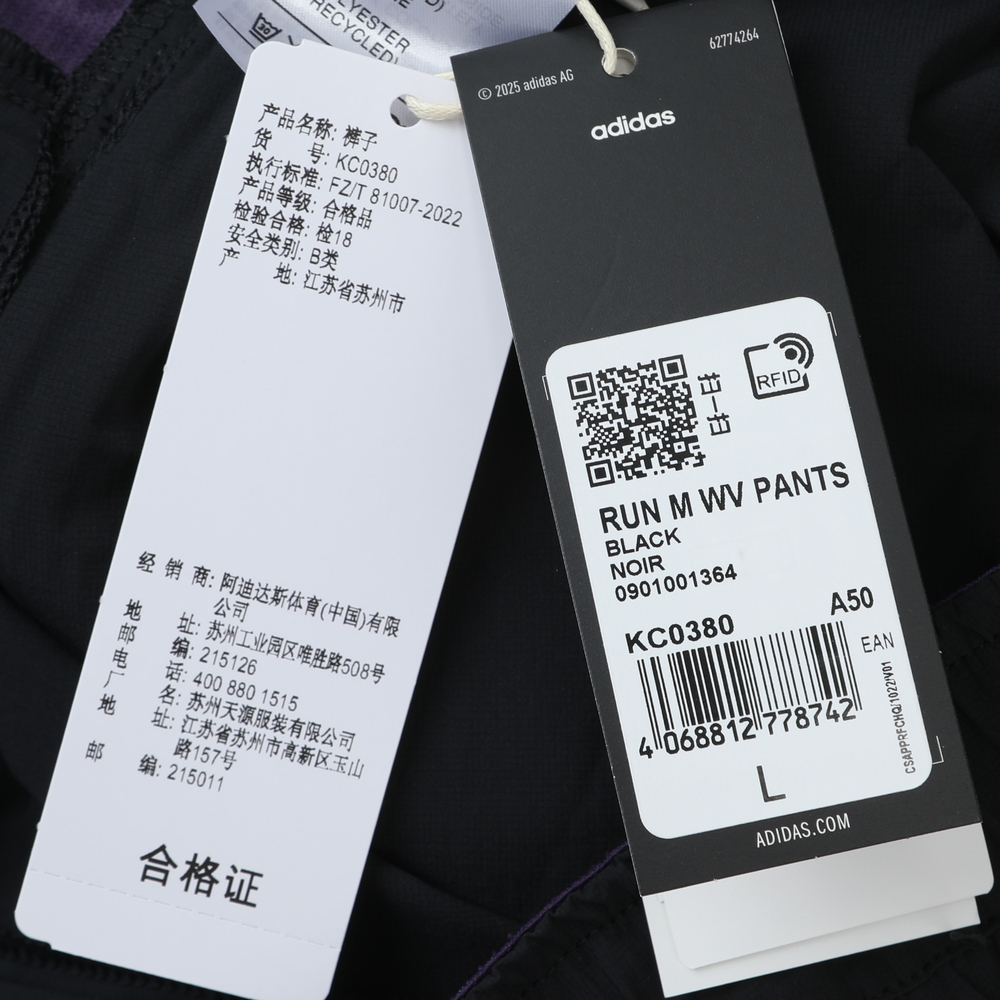 YESTER
RECYCLED)
产品名称: 裤子
货 号: KC0380
执行标准: FZ/T 81007-2022
产品等级: 合格品
检验合格: 检18
安全类别: B类
产 地: 江苏省苏州市
经 销 商: 阿迪达斯体育(中国)有限
公司
地 址: 苏州工业园区唯胜路508号
邮 编: 215126
电 话: 400 880 1515
厂 名: 苏州天源服装有限公司
地 址: 江苏省苏州市高新区玉山
路157号
邮 编: 215011
合格证
© 2025 adidas AG
62774264
adidas
RFID
RUN M WV PANTS
BLACK
NOIR
0901001364
KC0380 A50
EAN
4 068812 778742
CSAPPRFCHQ/1022/V01
L
ADIDAS.COM